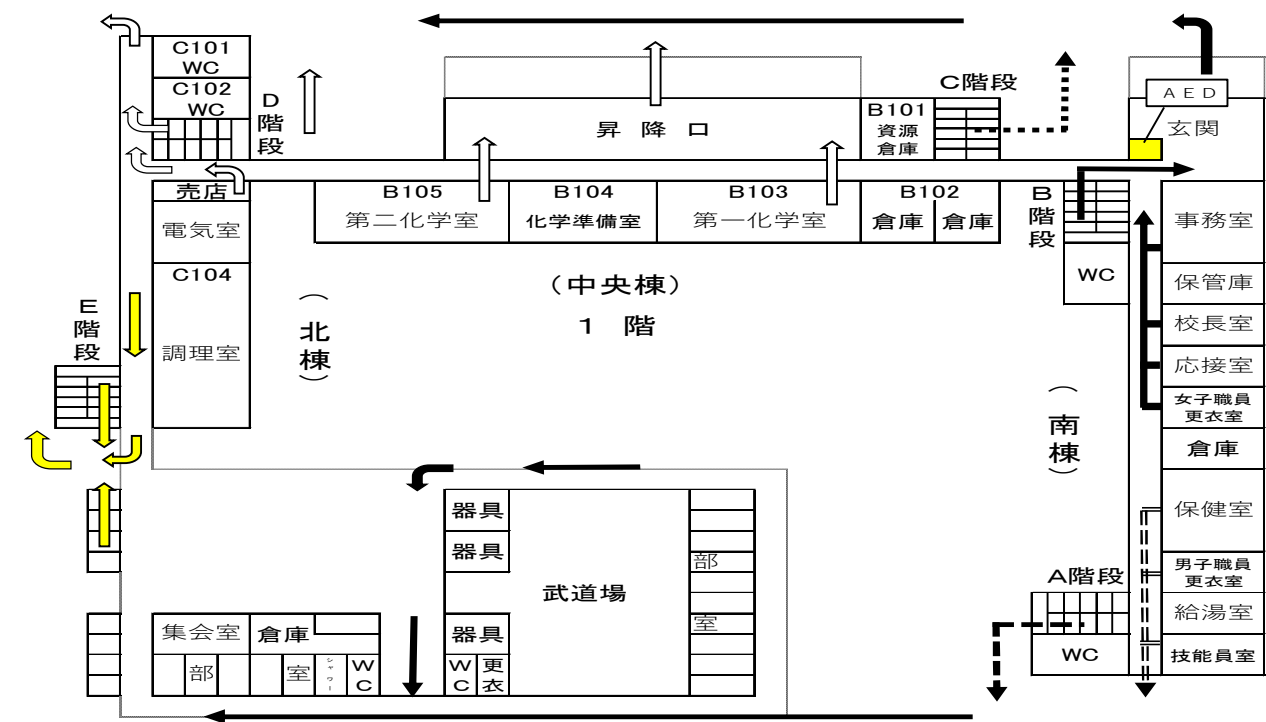 C101
WC
C102
WC
D
階
段
昇 降 口
B101
資源
倉庫
C階段
AED
玄関
売店
電気室
C104
調理室
E
階
段
B105
第二化学室
B104
化学準備室
B103
第一化学室
B102
倉庫
倉庫
B
階
段
WC
事務室
保管庫
校長室
応接室
女子職員
更衣室
倉庫
保健室
男子職員
更衣室
給湯室
技能員室
(中央棟)
1 階
(北棟)
(南棟)
A階段
WC
器具
器具
器具
武道場
部
室
WC
更衣
集会室
倉庫
部
室
シャワー
WC